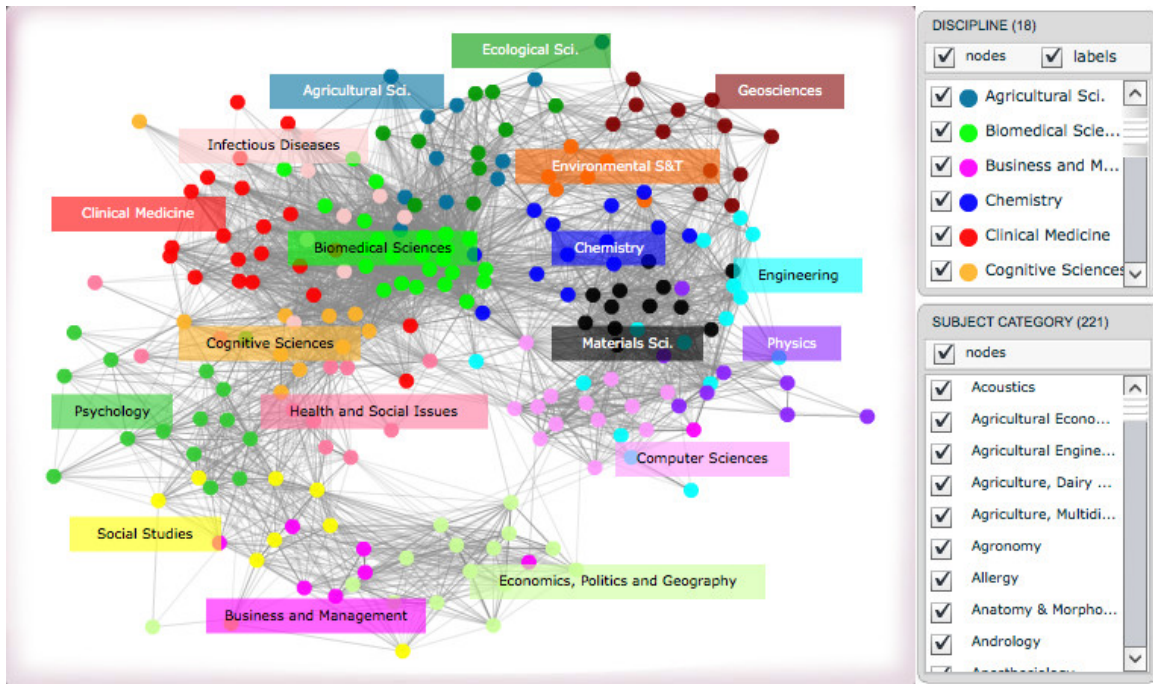 Ecological Sci.
Agricultural Sci.
Geosciences
Infectious Diseases
Environmental S&T
Clinical Medicine
Biomedical Sciences
Chemistry
Engineering
Cognitive Sciences
Materials Sci.
Physics
Psychology
Health and Social Issues
Computer Sciences
Social Studies
Economics, Politics and Geography
Business and Management
DISCIPLINE (18)
nodes labels
Agricultural Sci.
Biomedical Scie...
Business and M...
Chemistry
Clinical Medicine
Cognitive Sciences
SUBJECT CATEGORY (221)
nodes
Acoustics
Agricultural Econo...
Agricultural Engine...
Agriculture, Dairy ...
Agriculture, Multidi...
Agronomy
Allergy
Anatomy & Morpho...
Andrology